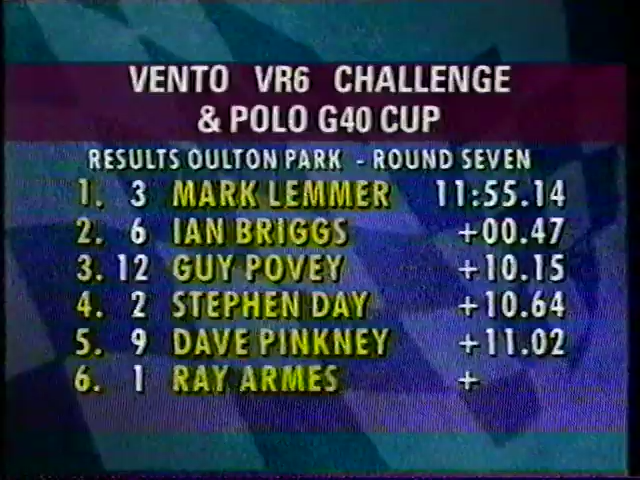 VENTO VR6 CHALLENGE
& POLO G40 CUP
RESULTS OULTON PARK - ROUND SEVEN
1. 3 MARK LEMMER 11:55.14
2. 6 IAN BRIGGS +00.47
3. 12 GUY POVEY +10.15
4. 2 STEPHEN DAY +10.64
5. 9 DAVE PINKNEY +11.02
6. 1 RAY ARMES +